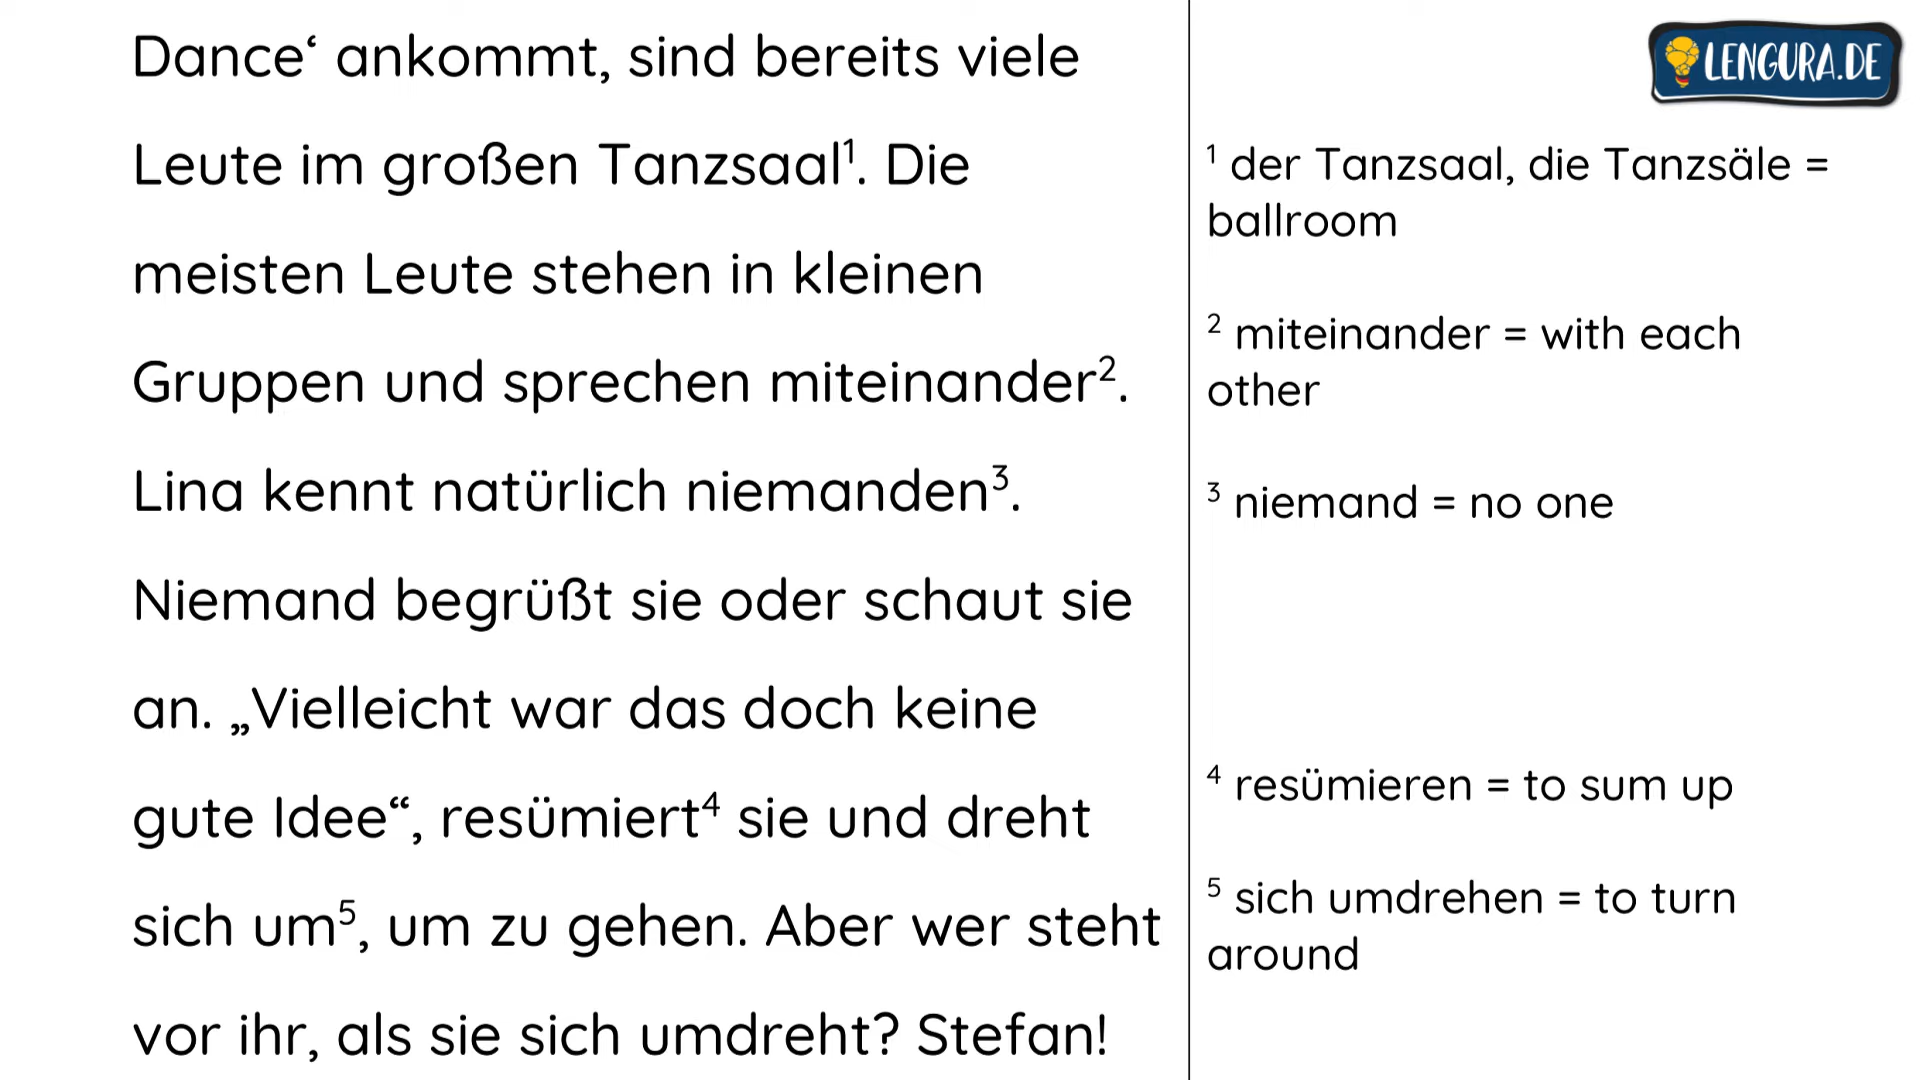 Dance‘ ankommt, sind bereits viele
Leute im großen Tanzsaal¹. Die
meisten Leute stehen in kleinen
Gruppen und sprechen miteinander².
Lina kennt natürlich niemanden³.
Niemand begrüßt sie oder schaut sie
an. „Vielleicht war das doch keine
gute Idee“, resümiert⁴ sie und dreht
sich um⁵, um zu gehen. Aber wer steht
vor ihr, als sie sich umdreht? Stefan!
LENGURA.DE
¹ der Tanzsaal, die Tanzsäle =
ballroom
² miteinander = with each
other
³ niemand = no one
⁴ resümieren = to sum up
⁵ sich umdrehen = to turn
around